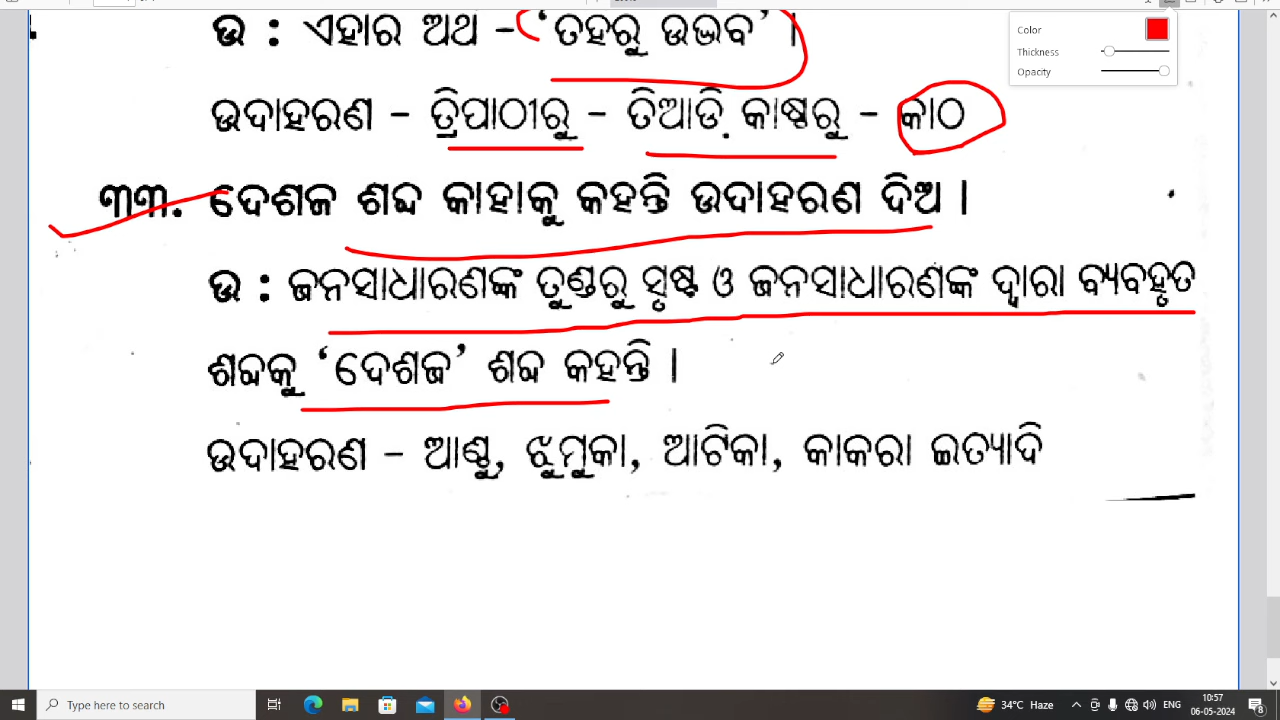 ଉ : ଏହାର ଅଥ – ‘ତହରୁ ଉଦ୍ଭବ’ |
ଉଦାହରଣ – ତ୍ରିପାଠୀରୁ – ତିଆଡ଼ି କାଷ୍ଠରୁ – କାଠ
୩୩. ଦେଶଜ ଶବ୍ଦ କାହାକୁ କହନ୍ତି ଉଦାହରଣ ଦିଅ |
ଉ : ଜନସାଧାରଣଙ୍କ ତୁଣ୍ଡରୁ ସୃଷ୍ଟ ଓ ଜନସାଧାରଣଙ୍କ ଦ୍ୱାରା ବ୍ୟବହୃତ
ଶବ୍ଦକୁ ‘ଦେଶଜ’ ଶବ୍ଦ କହନ୍ତି |
ଉଦାହରଣ – ଆଣ୍ଠୁ, ଝୁମୁକା, ଆଟିକା, କାକରା ଇତ୍ୟାଦି
Color
Thickness
Opacity
Type here to search
34°C Haze
ENG
10:57
06-05-2024
8